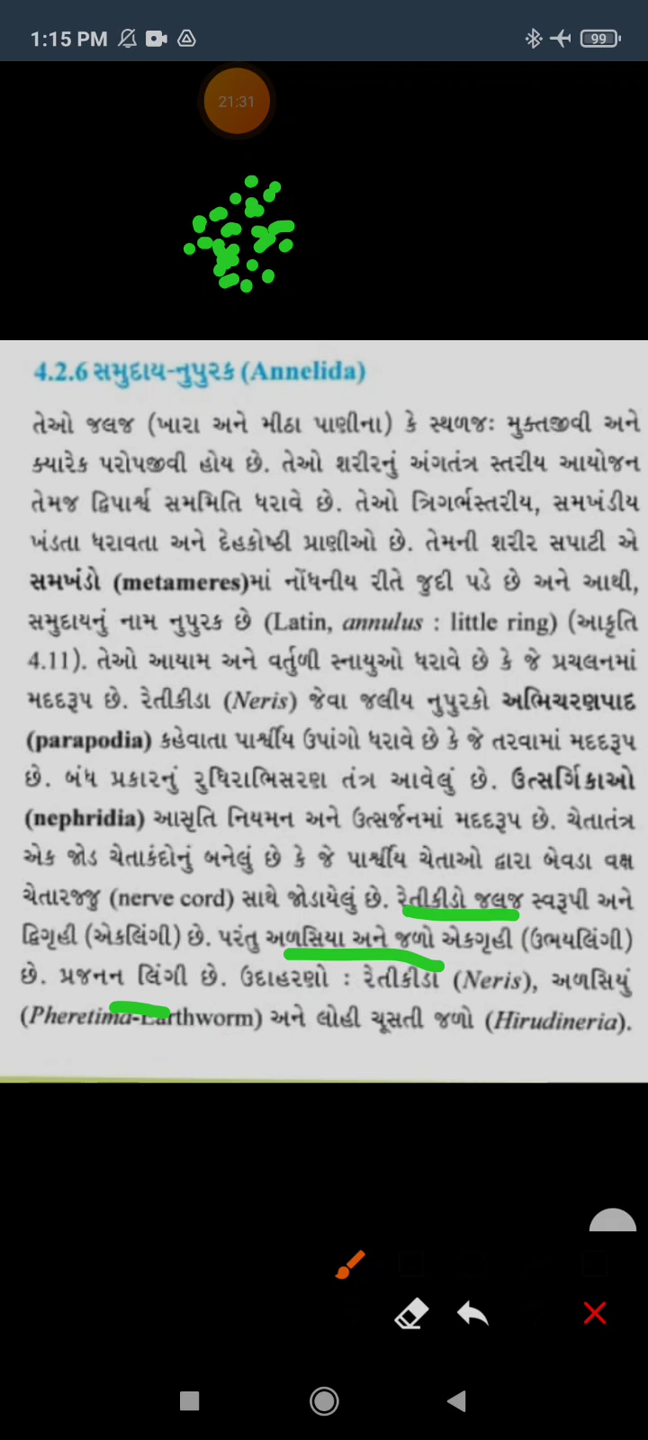 1:15 PM
99
21:31
4.2.6 સમુદાય-નુપુરક (Annelida)
તેઓ જલજ (ખારા અને મીઠા પાણીના) કે સ્થળજઃ મુક્તજીવી અને
ક્યારેક પરોપજીવી હોય છે. તેઓ શરીરનું અંગતંત્ર સ્તરીય આયોજન
તેમજ દ્વિપાર્શ્વ સમમિતિ ધરાવે છે. તેઓ ત્રિગર્ભસ્તરીય, સમખંડીય
ખંડતા ધરાવતા અને દેહકોષ્ઠી પ્રાણીઓ છે. તેમની શરીર સપાટી એ
સમખંડો (metameres)માં નોંધનીય રીતે જુદી પડે છે અને આથી,
સમુદાયનું નામ નુપુરક છે (Latin, annulus : little ring) (આકૃતિ
4.11). તેઓ આયામ અને વર્તુળી સ્નાયુઓ ધરાવે છે કે જે પ્રચલનમાં
મદદરૂપ છે. રેતીકીડા (Neris) જેવા જલીય નુપુરકો અભિચરણપાદ
(parapodia) કહેવાતા પાર્શ્વીય ઉપાંગો ધરાવે છે કે જે તરવામાં મદદરૂપ
છે. બંધ પ્રકારનું રુધિરાભિસરણ તંત્ર આવેલું છે. ઉત્સર્ગિકાઓ
(nephridia) આસૃતિ નિયમન અને ઉત્સર્જનમાં મદદરૂપ છે. ચેતાતંત્ર
એક જોડ ચેતાકંદોનું બનેલું છે કે જે પાર્શ્વીય ચેતાઓ દ્વારા બેવડા વક્ષ
ચેતારજ્જુ (nerve cord) સાથે જોડાયેલું છે. રેતીકીડો જલજ સ્વરૂપી અને
દ્વિગૃહી (એકલિંગી) છે. પરંતુ અળસિયા અને જળો એકગૃહી (ઉભયલિંગી)
છે. પ્રજનન લિંગી છે. ઉદાહરણો : રેતીકીડા (Neris), અળસિયું
(Pheretima-Earthworm) અને લોહી ચૂસતી જળો (Hirudineria).